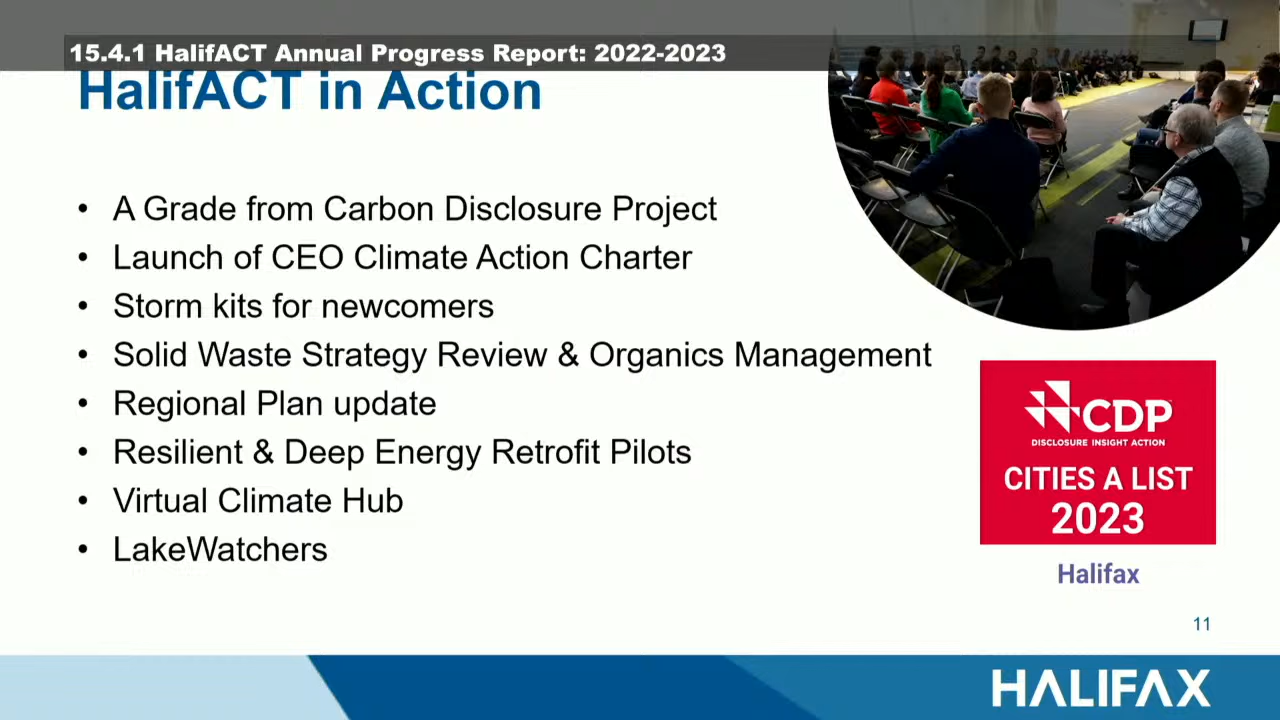 15.4.1 HalifACT Annual Progress Report: 2022-2023
HalifACT in Action
• A Grade from Carbon Disclosure Project
• Launch of CEO Climate Action Charter
• Storm kits for newcomers
• Solid Waste Strategy Review & Organics Management
• Regional Plan update
• Resilient & Deep Energy Retrofit Pilots
• Virtual Climate Hub
• LakeWatchers
CDP
DISCLOSURE INSIGHT ACTION
CITIES A LIST
2023
Halifax
11
HALIFAX